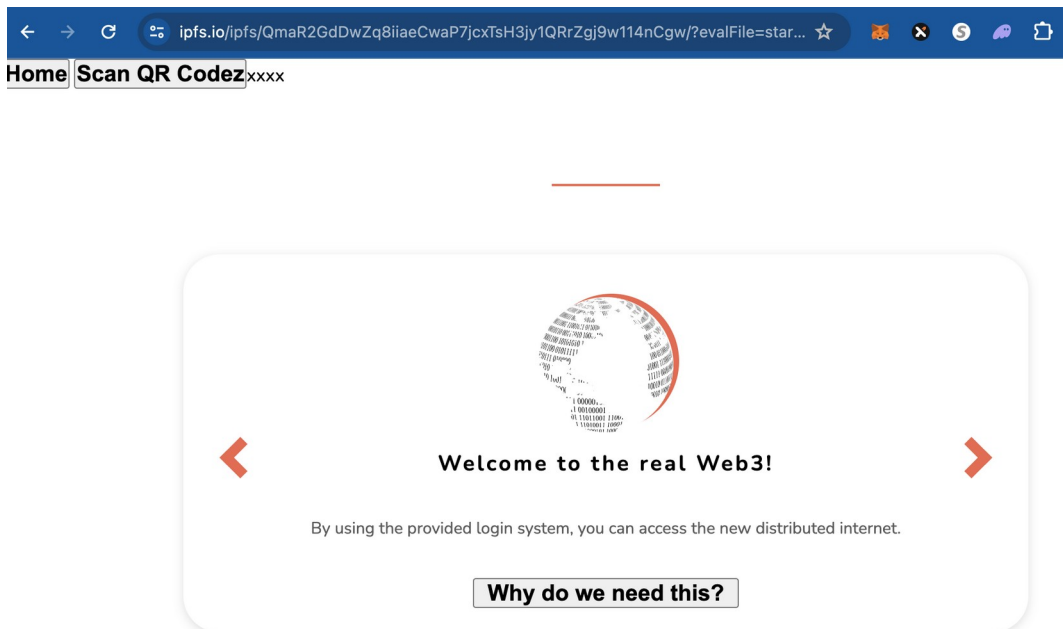 ipfs.io/ipfs/QmaR2GdDwZq8iiaeCwaP7jcxTsH3jy1QRrZgj9w114nCgw/?evalFile=star...
Home Scan QR Codezxxxx
Welcome to the real Web3!
By using the provided login system, you can access the new distributed internet.
Why do we need this?